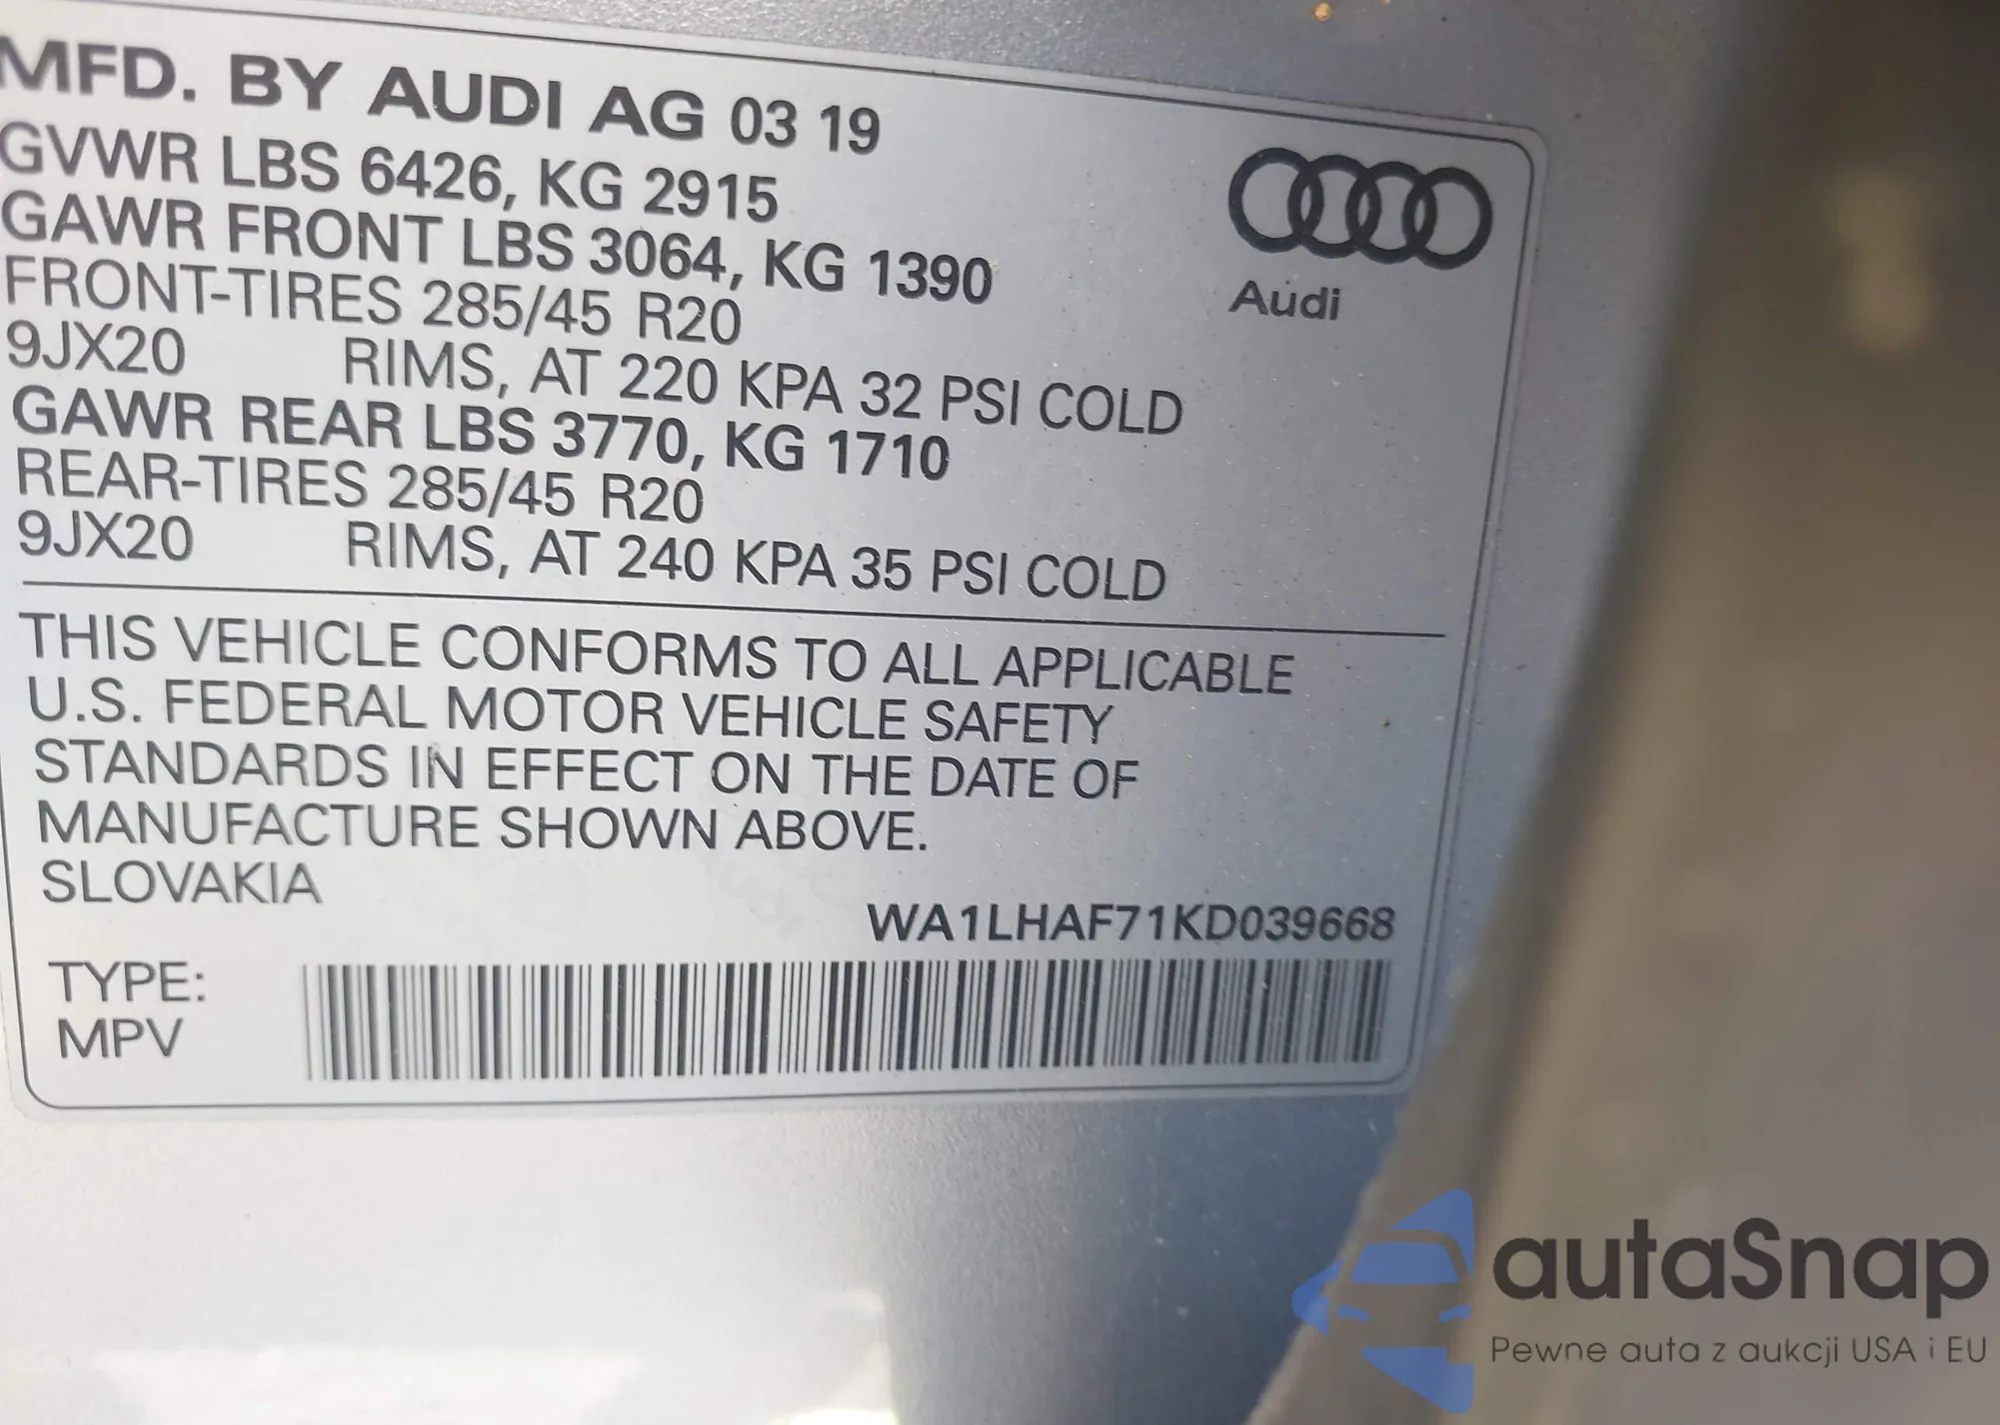 MFD. BY AUDI AG 03 19
GVWR LBS 6426, KG 2915
GAWR FRONT LBS 3064, KG 1390
FRONT-TIRES 285/45 R20
9JX20 RIMS, AT 220 KPA 32 PSI COLD
GAWR REAR LBS 3770, KG 1710
REAR-TIRES 285/45 R20
9JX20 RIMS, AT 240 KPA 35 PSI COLD
Audi
THIS VEHICLE CONFORMS TO ALL APPLICABLE
U.S. FEDERAL MOTOR VEHICLE SAFETY
STANDARDS IN EFFECT ON THE DATE OF
MANUFACTURE SHOWN ABOVE.
SLOVAKIA
WA1LHAF71KD039668
TYPE:
MPV
autaSnap
Pewne auta z aukcji USA i EU